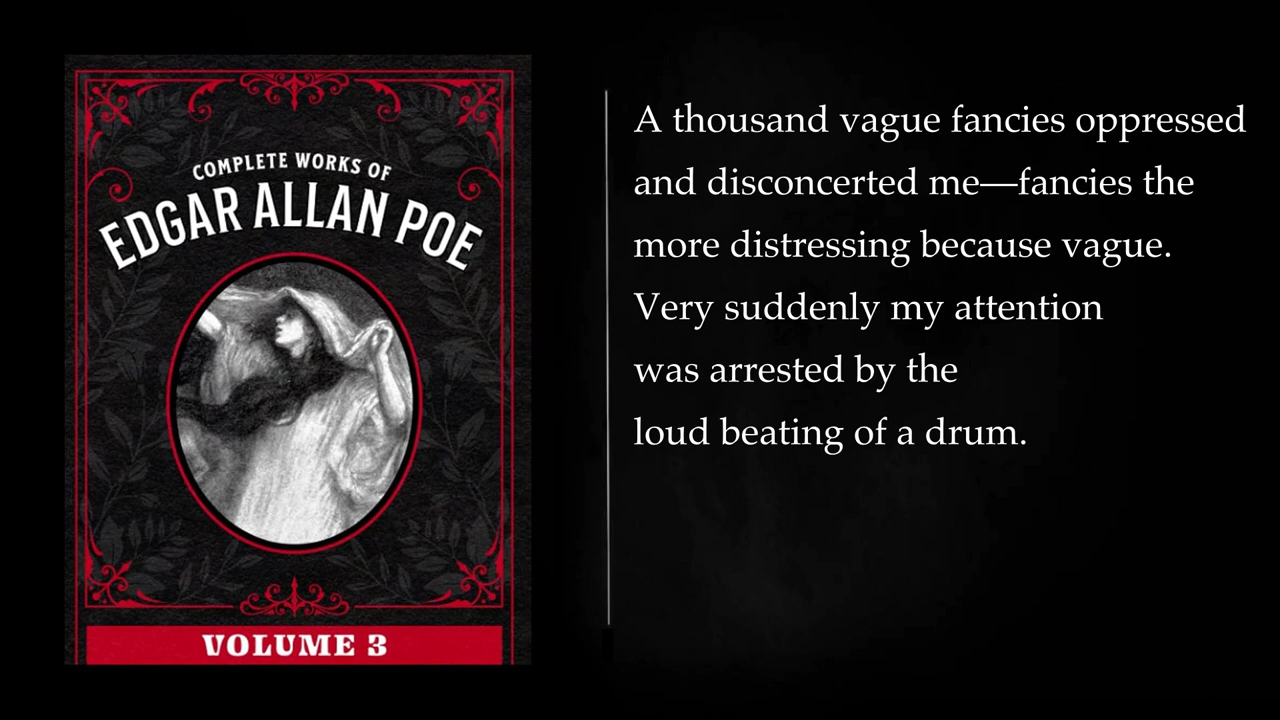 COMPLETE WORKS OF
EDGAR ALLAN POE
VOLUME 3
A thousand vague fancies oppressed
and disconcerted me—fancies the
more distressing because vague.
Very suddenly my attention
was arrested by the
loud beating of a drum.